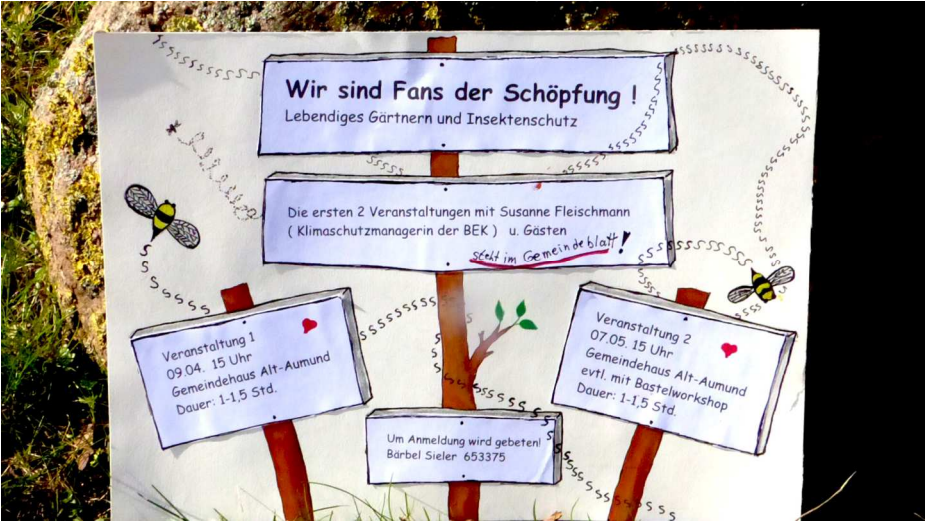 Wir sind Fans der Schöpfung !
Lebendiges Gärtnern und Insektenschutz
Die ersten 2 Veranstaltungen mit Susanne Fleischmann
( Klimaschutzmanagerin der BEK ) u. Gästen
steht im Gemeindeblatt!
Veranstaltung 1
09.04. 15 Uhr
Gemeindehaus Alt-Aumund
Dauer: 1-1,5 Std.
Veranstaltung 2
07.05. 15 Uhr
Gemeindehaus Alt-Aumund
evtl. mit Bastelworkshop
Dauer: 1-1,5 Std.
Um Anmeldung wird gebeten!
Bärbel Sieler 653375